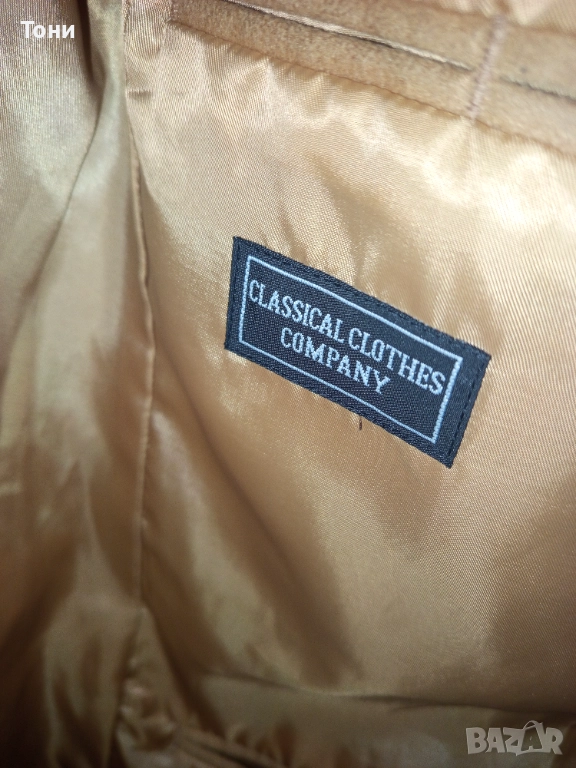 Тони
CLASSICAL CLOTHES
COMPANY
BAZAR